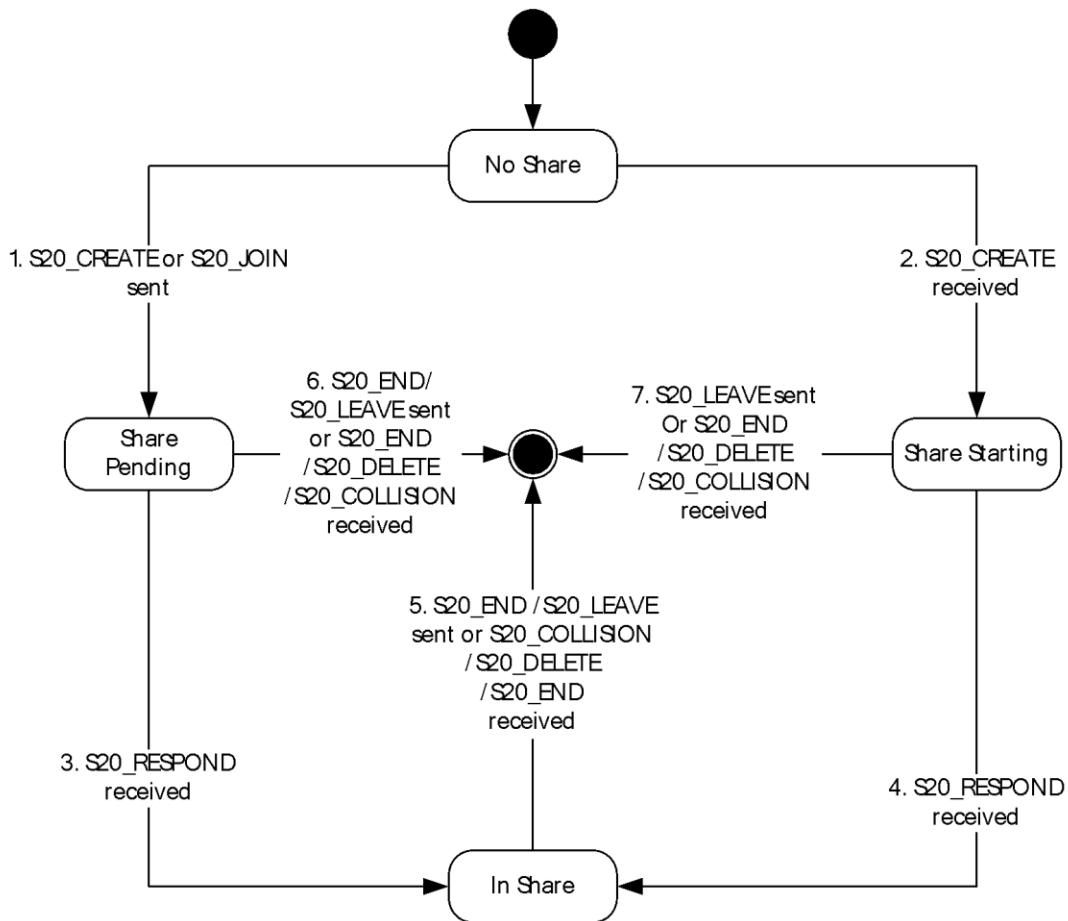 No Share
1. S20_CREATE or S20_JOIN
sent
2. S20_CREATE
received
6. S20_END/
S20_LEAVE sent
or S20_END
/S20_DELETE
/S20_COLLISION
received
7. S20_LEAVE sent
Or S20_END
/S20_DELETE
/S20_COLLISION
received
Share
Pending
Share Starting
5. S20_END / S20_LEAVE
sent or S20_COLLISION
/ S20_DELETE
/ S20_END
received
3. S20_RESPOND
received
4. S20_RESPOND
received
In Share